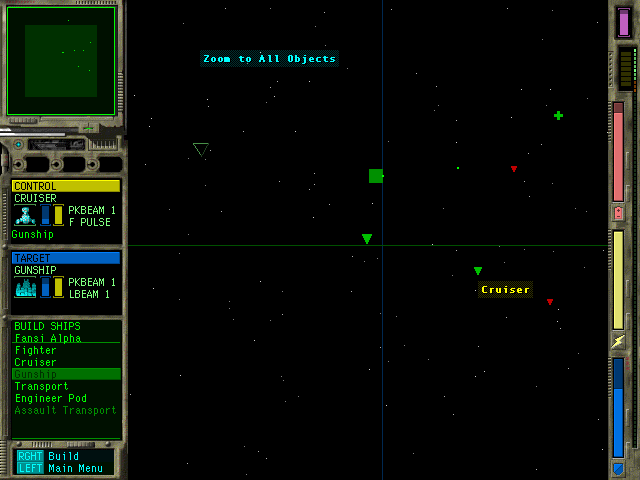 Zoom to All Objects
CONTROL
CRUISER
PKBEAM 1
F PULSE
Gunship
TARGET
GUNSHIP
PKBEAM 1
LBEAM 1
Cruiser
BUILD SHIPS
Fansi Alpha
Fighter
Cruiser
Gunship
Transport
Engineer Pod
Assault Transport
RGHT Build
LEFT Main Menu